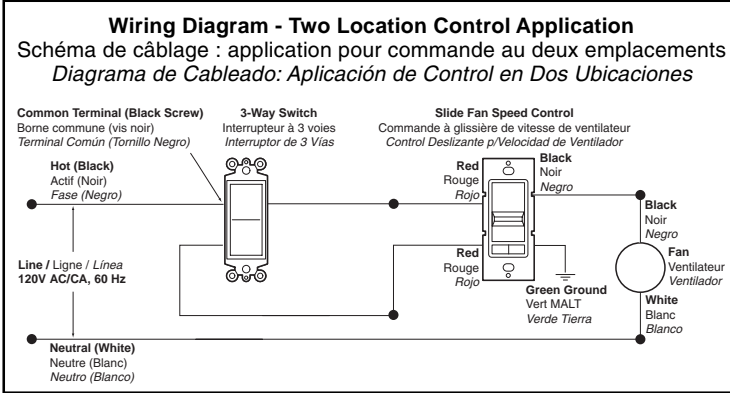 Wiring Diagram - Two Location Control Application
Schéma de câblage : application pour commande au deux emplacements
Diagrama de Cableado: Aplicación de Control en Dos Ubicaciones
Common Terminal (Black Screw)
Borne commune (vis noir)
Terminal Común (Tornillo Negro)
3-Way Switch
Interrupteur à 3 voies
Interruptor de 3 Vías
Slide Fan Speed Control
Commande à glissière de vitesse de ventilateur
Control Deslizante p/Velocidad de Ventilador
Hot (Black)
Actif (Noir)
Fase (Negro)
Red
Rouge
Rojo
Black
Noir
Negro
Black
Noir
Negro
Line / Ligne / Línea
120V AC/CA, 60 Hz
Red
Rouge
Rojo
Fan
Ventilateur
Ventilador
Green Ground
Vert MALT
Verde Tierra
White
Blanc
Blanco
Neutral (White)
Neutre (Blanc)
Neutro (Blanco)